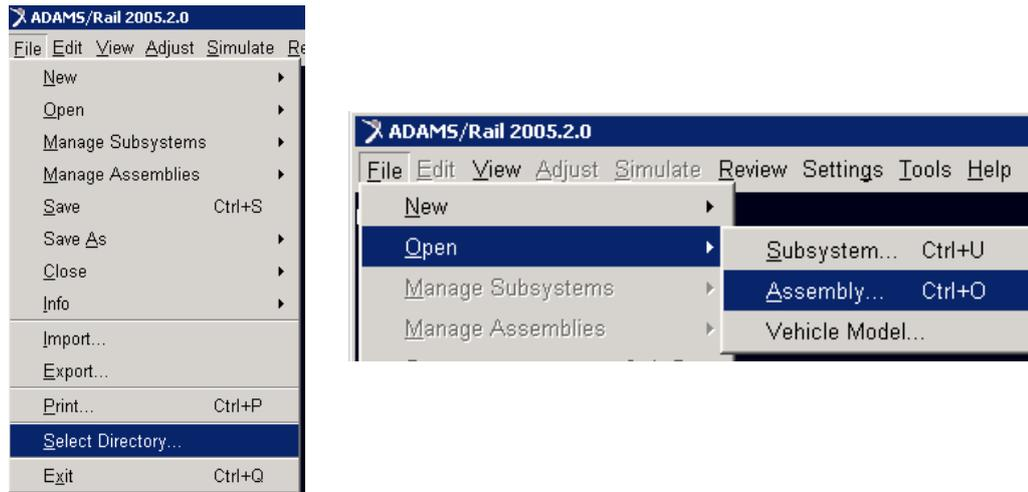 ADAMS/Rail 2005.2.0
File Edit View Adjust Simulate Re
New
Open
Manage Subsystems
Manage Assemblies
Save Ctrl+S
Save As
Close
Info
Import...
Export...
Print... Ctrl+P
Select Directory...
Exit Ctrl+Q
ADAMS/Rail 2005.2.0
File Edit View Adjust Simulate Review Settings Tools Help
New
Open
Manage Subsystems
Manage Assemblies
Subsystem... Ctrl+U
Assembly... Ctrl+O
Vehicle Model...